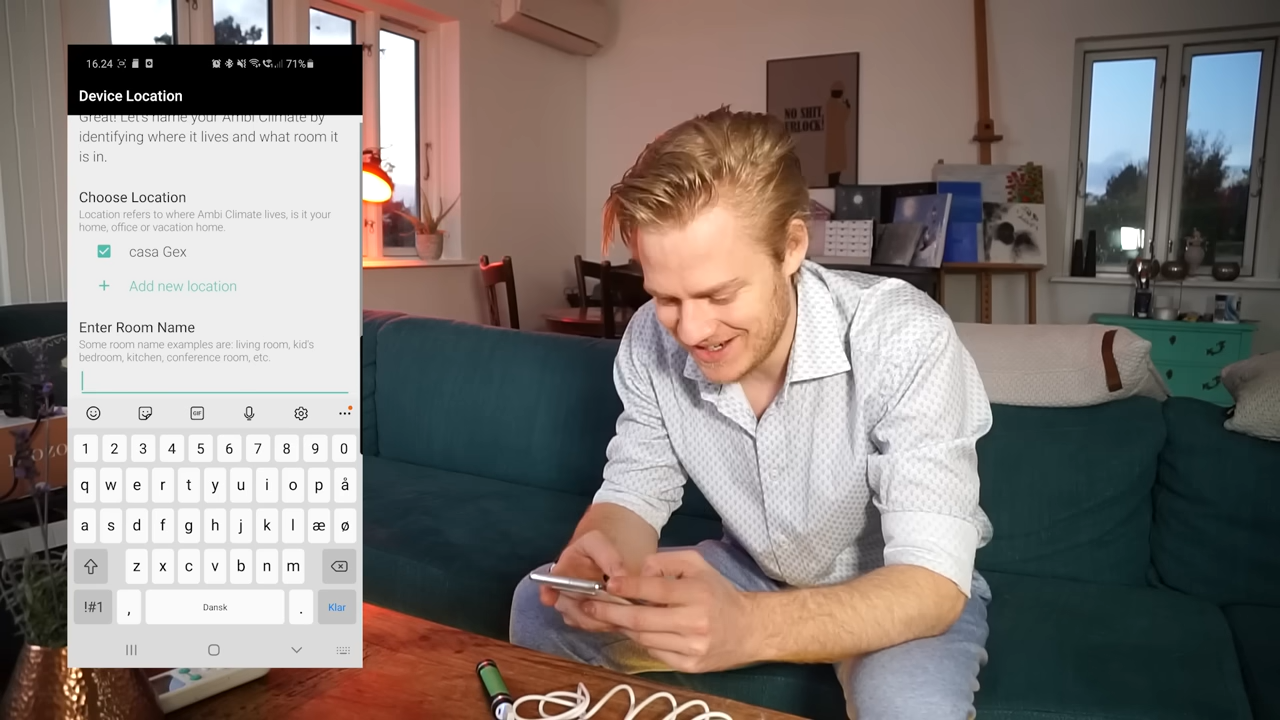 16.24
71%
Device Location
Great! Let's name your Ambi Climate by
identifying where it lives and what room it
is in.
Choose Location
Location refers to where Ambi Climate lives, is it your
home, office or vacation home.
casa Gex
+ Add new location
Enter Room Name
Some room name examples are: living room, kid's
bedroom, kitchen, conference room, etc.
GIF
1 2 3 4 5 6 7 8 9 0
q w e r t y u i o p å
a s d f g h j k l æ ø
z x c v b n m
!#1 , Dansk . Klar
NO SHIT,